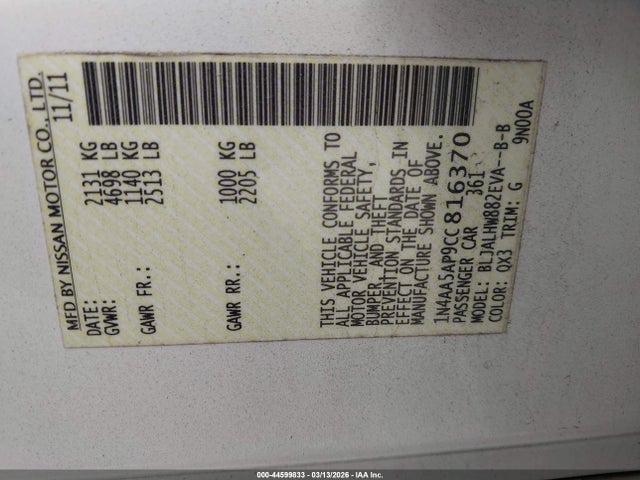 MFD BY NISSAN MOTOR CO., LTD.
DATE: 11/11
GVWR: 2131 KG
4698 LB
GAWR FR.: 1140 KG
2513 LB
GAWR RR.: 1000 KG
2205 LB
THIS VEHICLE CONFORMS TO
ALL APPLICABLE FEDERAL
MOTOR VEHICLE SAFETY,
BUMPER, AND THEFT
PREVENTION STANDARDS IN
EFFECT ON THE DATE OF
MANUFACTURE SHOWN ABOVE.
1N4AA5AP9CC816370
PASSENGER CAR 361
MODEL: BLJALHW882EVA--B-B
COLOR: QX3 TRIM: G 9N00A
000-44599833 - 03/13/2026 - IAA Inc.